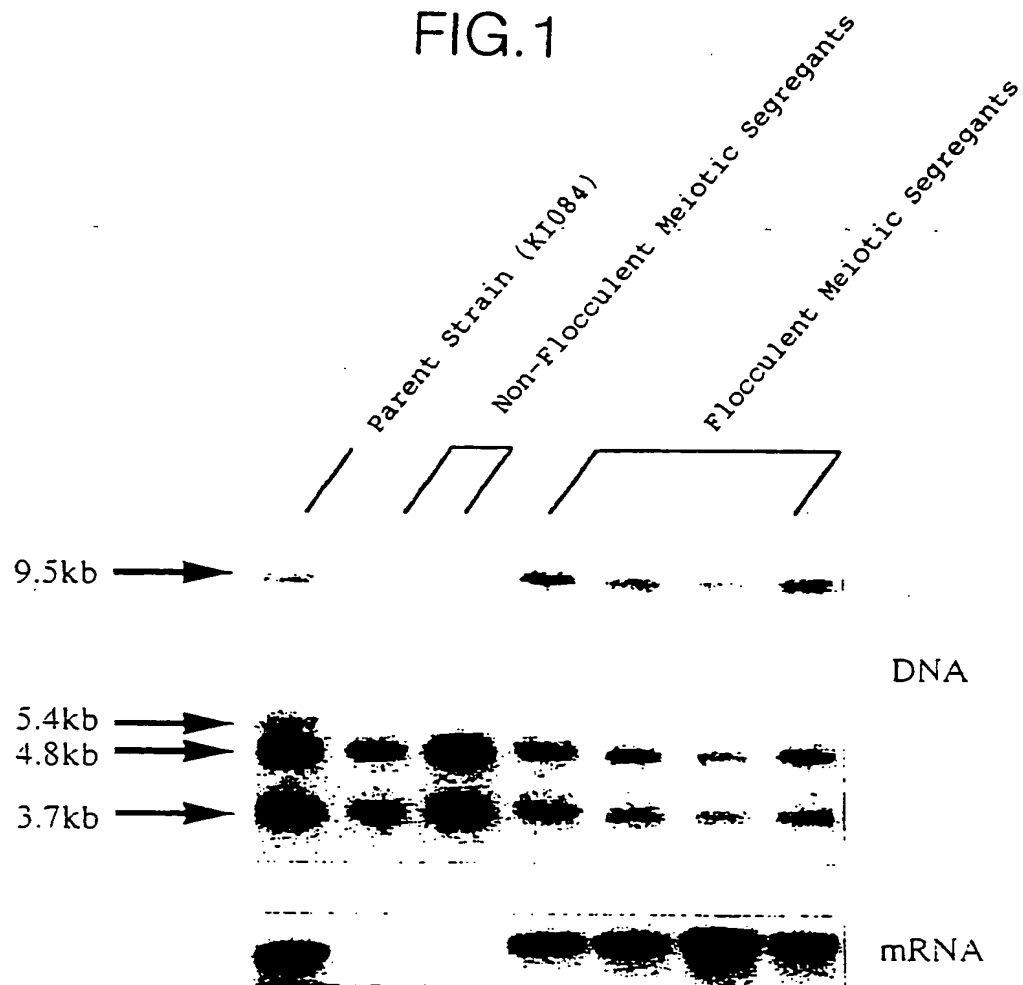 FIG.1
Parent Strain (KI084)
Non-Flocculent Meiotic Segregants
Flocculent Meiotic Segregants
9.5kb
DNA
5.4kb
4.8kb
3.7kb
mRNA